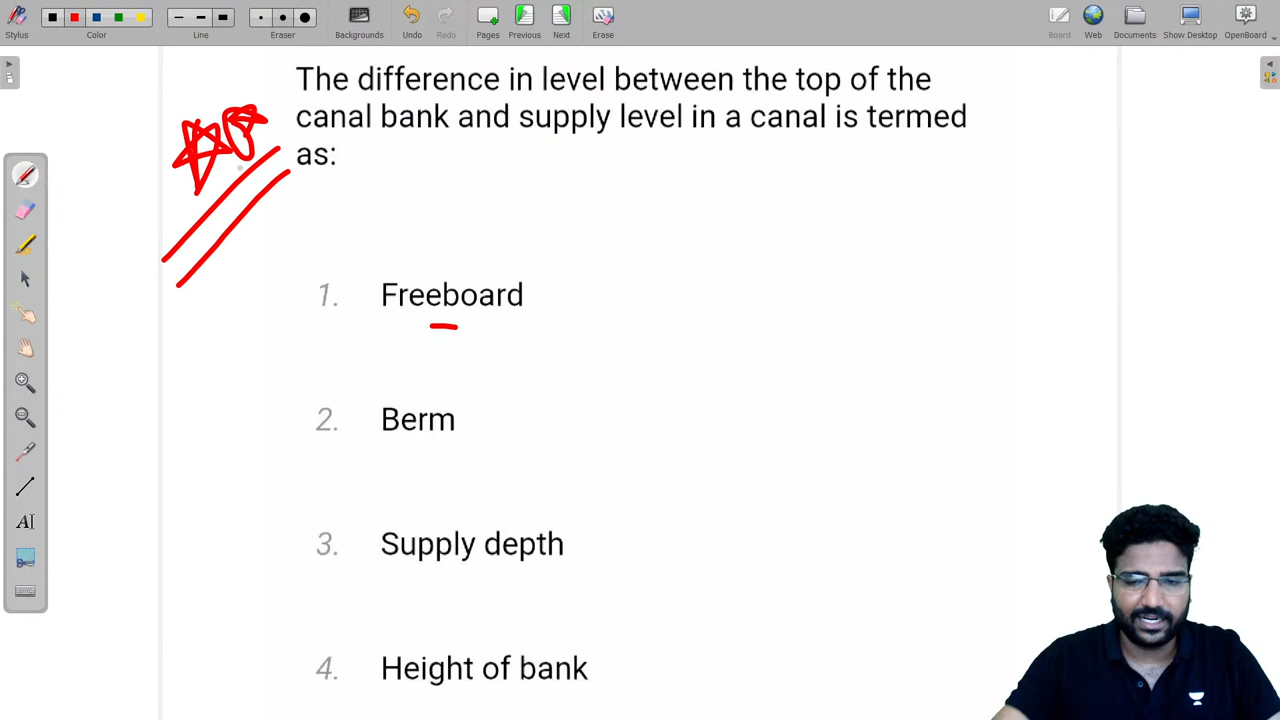 Stylus
Color
Line
Eraser
Backgrounds
Undo
Redo
Pages
Previous
Next
Erase
Board
Web
Documents
Show Desktop
OpenBoard
The difference in level between the top of the
canal bank and supply level in a canal is termed
as:
1. Freeboard
2. Berm
3. Supply depth
4. Height of bank
AI